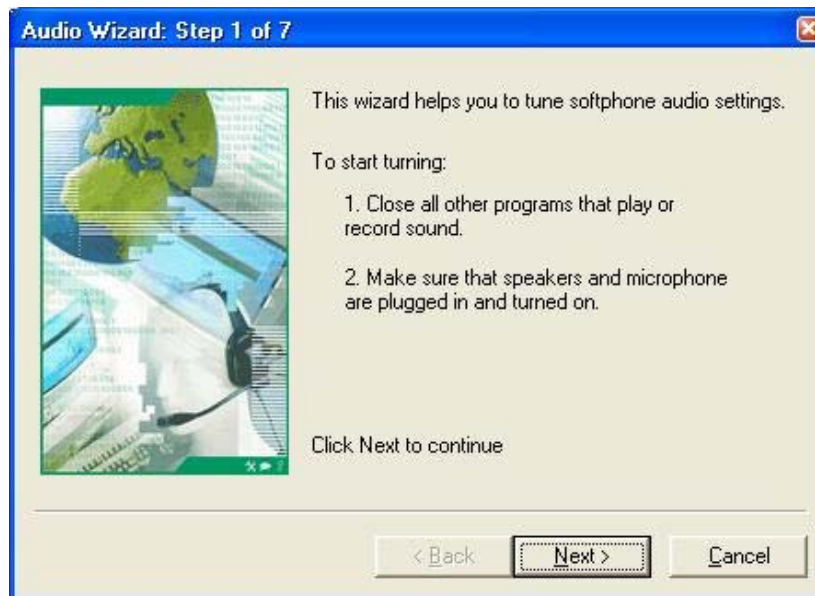 Audio Wizard: Step 1 of 7
This wizard helps you to tune softphone audio settings.
To start turning:
1. Close all other programs that play or
record sound.
2. Make sure that speakers and microphone
are plugged in and turned on.
Click Next to continue
< Back
Next >
Cancel